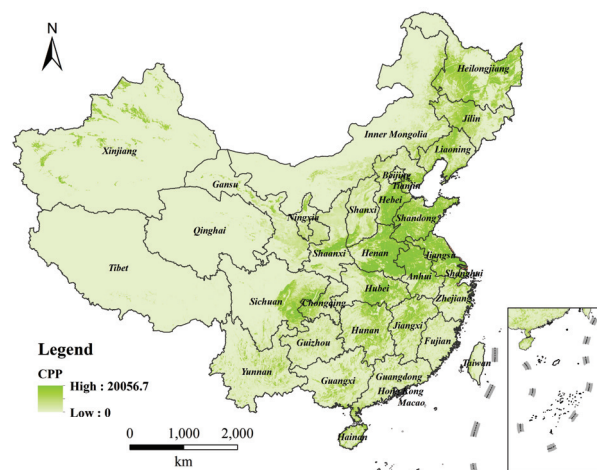 N
Heilongjiang
Jilin
Inner Mongolia
Liaoning
Xinjiang
Beijing
Tianjin
Gansu
Hebei
Ningxia
Shanxi
Shandong
Qinghai
Shaanxi
Henan
Jiangsu
Tibet
Anhui
Shanghai
Sichuan
Chongqing
Hubei
Zhejiang
Hunan
Jiangxi
Guizhou
Fujian
Yunnan
Taiwan
Guangxi
Guangdong
Hong Kong
Macao
Hainan
Legend
CPP
High : 20056.7
Low : 0
0 1,000 2,000
km